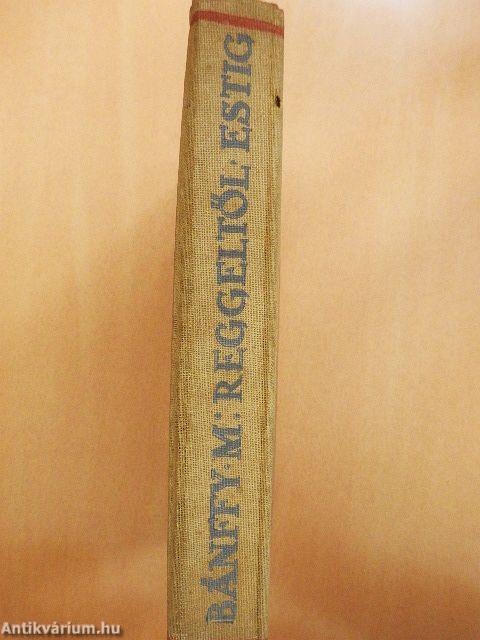 BÁNFFY · M: REGGELTŐL · ESTIG
Antikvárium.hu